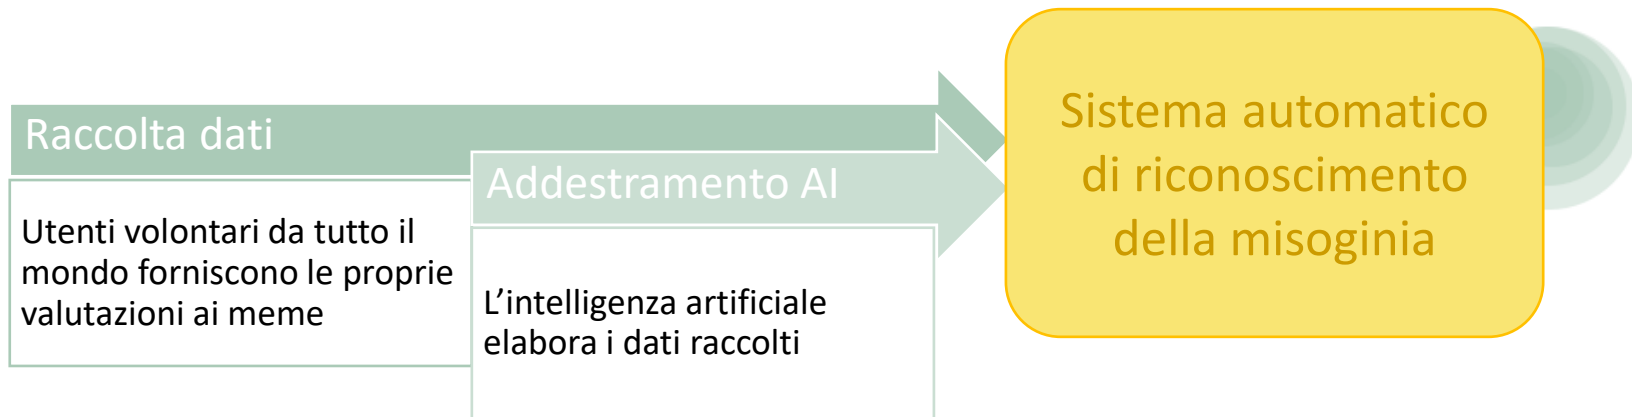 Raccolta dati
Utenti volontari da tutto il
mondo forniscono le proprie
valutazioni ai meme
Addestramento AI
L’intelligenza artificiale
elabora i dati raccolti
Sistema automatico
di riconoscimento
della misoginia